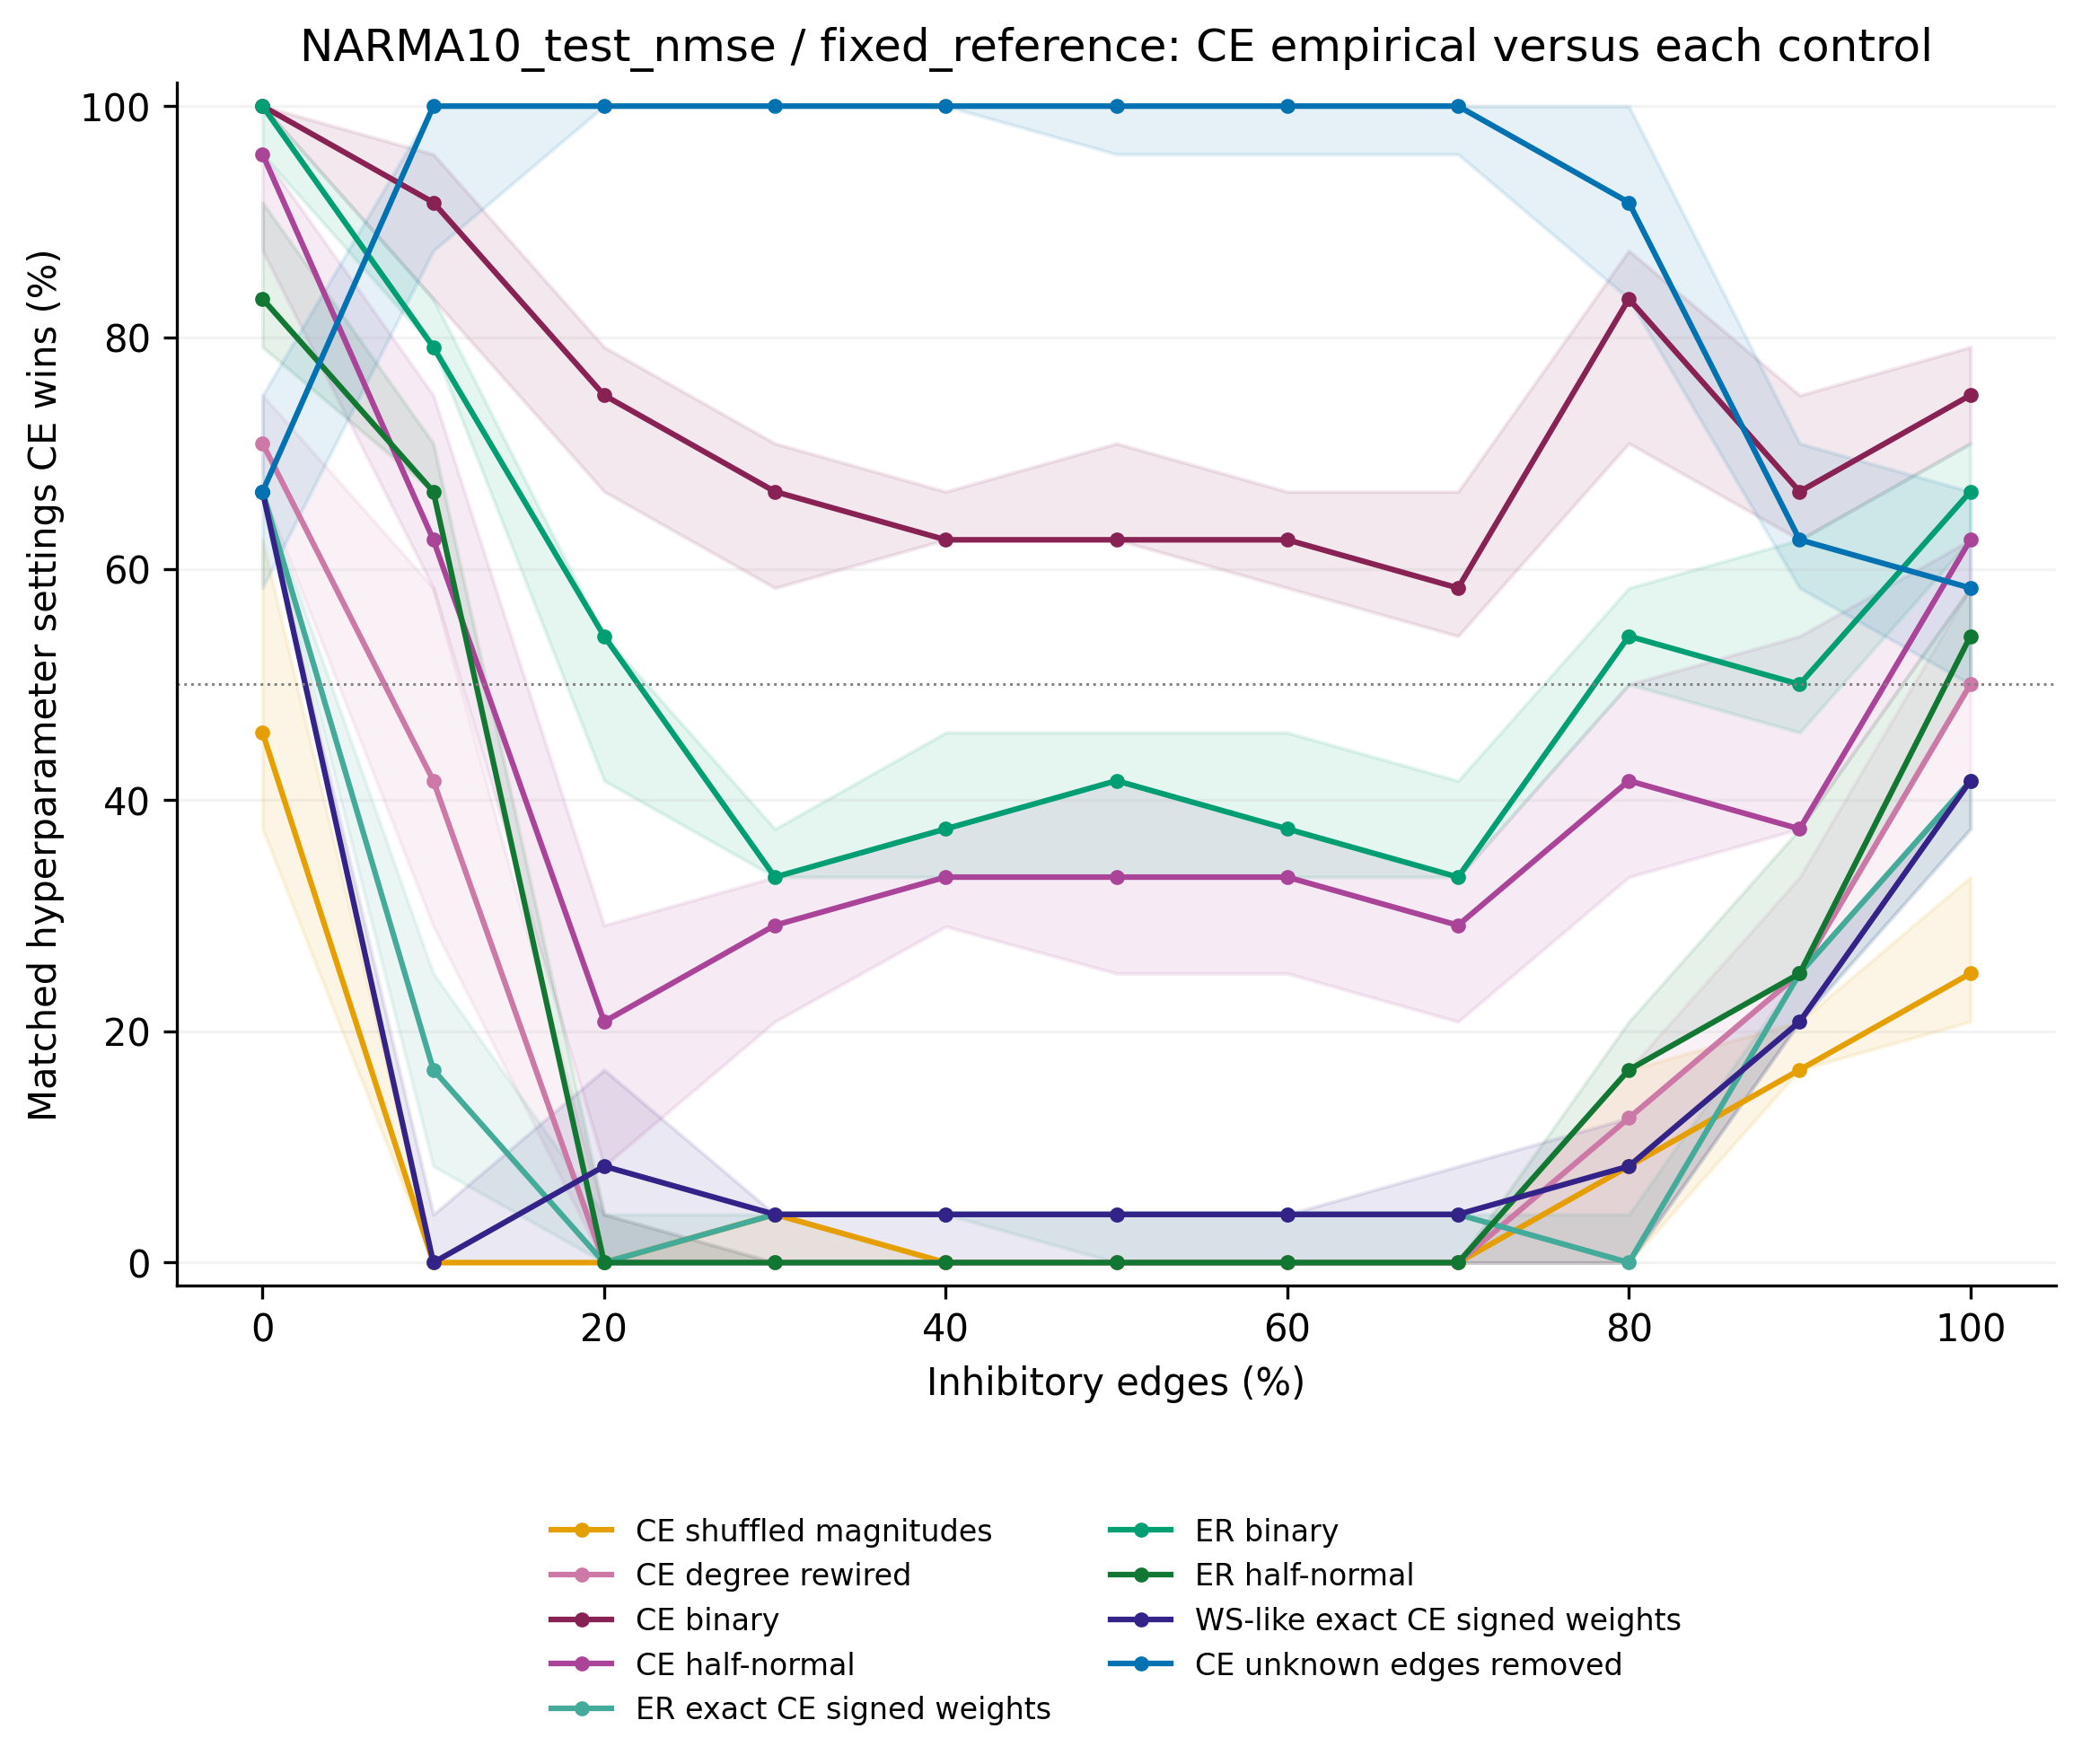 NARMA10_test_nmse / fixed_reference: CE empirical versus each control
Matched hyperparameter settings CE wins (%)
100
80
60
40
20
0
0
20
40
60
80
100
Inhibitory edges (%)
CE shuffled magnitudes
CE degree rewired
CE binary
CE half-normal
ER exact CE signed weights
ER binary
ER half-normal
WS-like exact CE signed weights
CE unknown edges removed